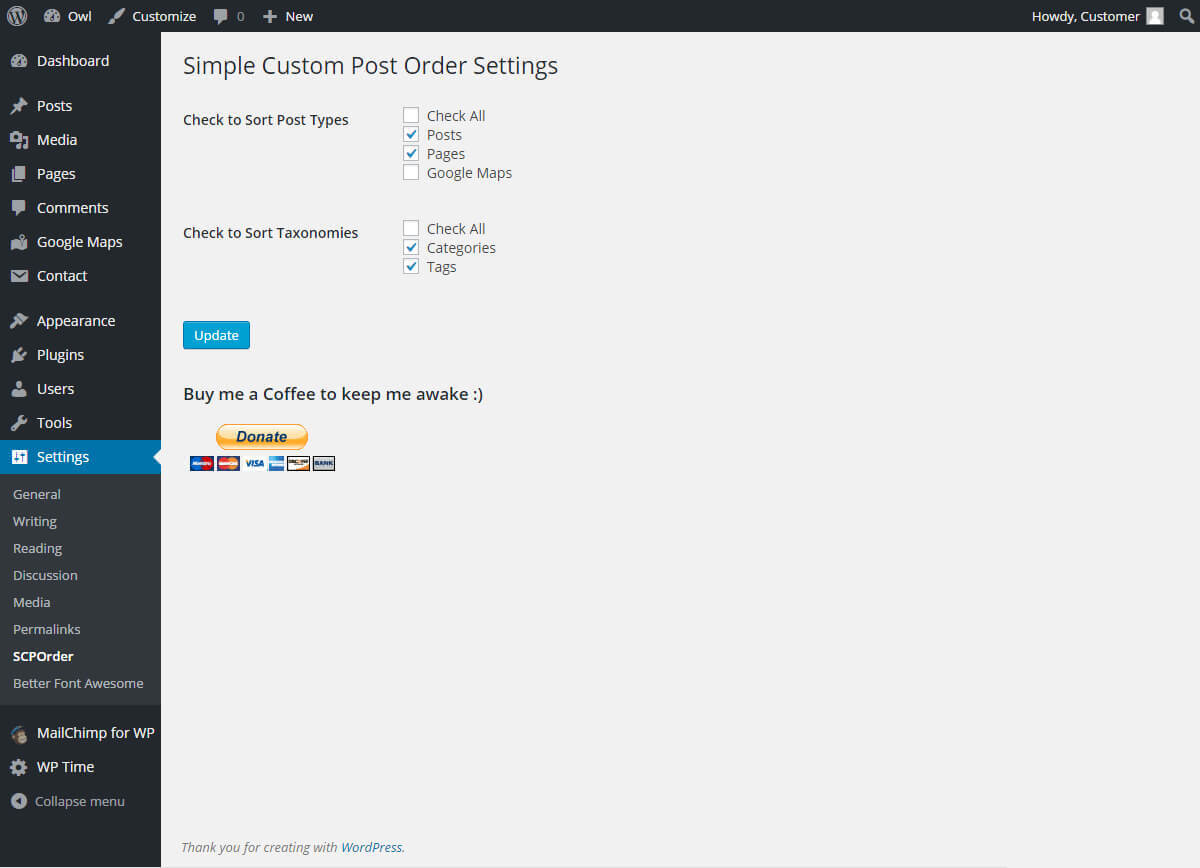 Owl Customize 0 New Howdy, Customer
Dashboard
Posts
Media
Pages
Comments
Google Maps
Contact
Appearance
Plugins
Users
Tools
Settings
General
Writing
Reading
Discussion
Media
Permalinks
SCPOrder
Better Font Awesome
MailChimp for WP
WP Time
Collapse menu
Simple Custom Post Order Settings
Check to Sort Post Types
Check All
Posts
Pages
Google Maps
Check to Sort Taxonomies
Check All
Categories
Tags
Update
Buy me a Coffee to keep me awake :)
Donate
VISA
BANK
Thank you for creating with WordPress.